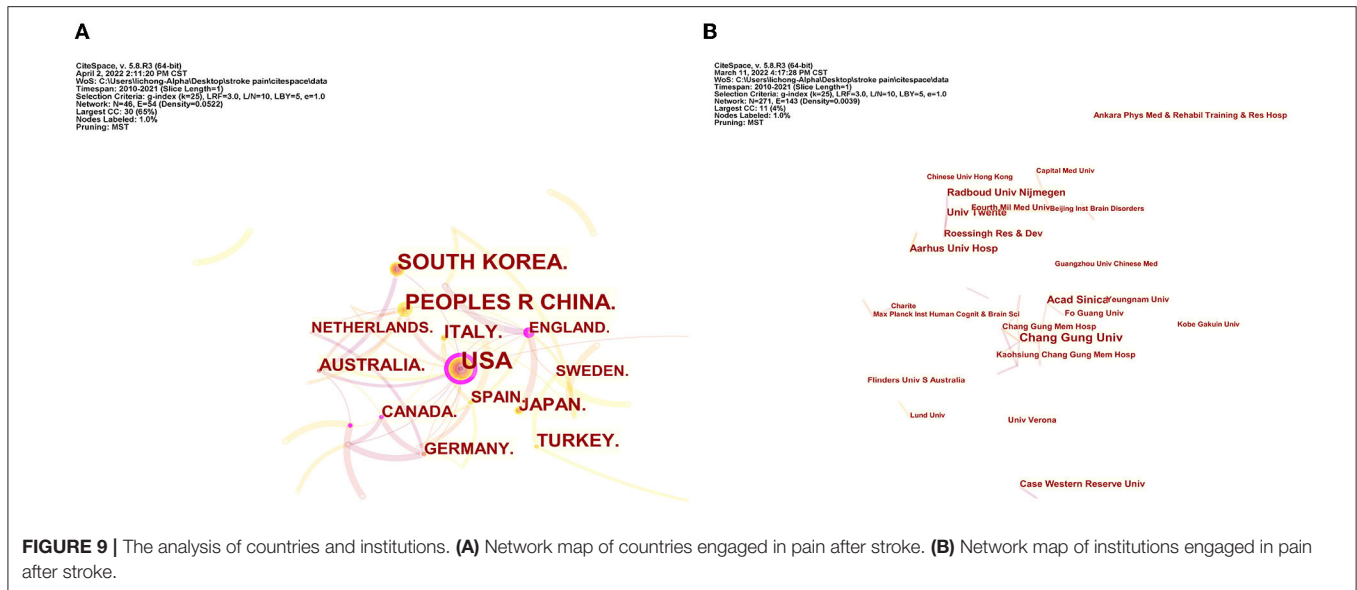 A
CiteSpace, v. 5.8.R3 (64-bit)
April 2, 2022 2:11:20 PM CST
WoS: C:\Users\lichong-Alpha\Desktop\stroke pain\citespace\data
Timespan: 2010-2021 (Slice Length=1)
Selection Criteria: g-index (k=25), LRF=3.0, L/N=10, LBY=5, e=1.0
Network: N=46, E=54 (Density=0.0522)
Largest CC: 30 (65%)
Nodes Labeled: 1.0%
Pruning: MST
SOUTH KOREA.
PEOPLES R CHINA.
NETHERLANDS.
ITALY.
ENGLAND.
USA
AUSTRALIA.
SWEDEN.
SPAIN.
JAPAN.
CANADA.
TURKEY.
GERMANY.
B
CiteSpace, v. 5.8.R3 (64-bit)
March 11, 2022 4:17:28 PM CST
WoS: C:\Users\lichong-Alpha\Desktop\stroke pain\citespace\data
Timespan: 2010-2021 (Slice Length=1)
Selection Criteria: g-index (k=25), LRF=3.0, L/N=10, LBY=5, e=1.0
Network: N=271, E=143 (Density=0.0039)
Largest CC: 11 (4%)
Nodes Labeled: 1.0%
Pruning: MST
Ankara Phys Med & Rehabil Training & Res Hosp
Capital Med Univ
Chinese Univ Hong Kong
Radboud Univ Nijmegen
Fourth Mil Med Univ
Beijing Inst Brain Disorders
Univ Twente
Roessingh Res & Dev
Aarhus Univ Hosp
Guangzhou Univ Chinese Med
Acad Sinica
Yeungnam Univ
Charite
Max Planck Inst Human Cognit & Brain Sci
Fo Guang Univ
Chang Gung Mem Hosp
Kobe Gakuin Univ
Chang Gung Univ
Kaohsiung Chang Gung Mem Hosp
Flinders Univ S Australia
Lund Univ
Univ Verona
Case Western Reserve Univ
FIGURE 9 | The analysis of countries and institutions. (A) Network map of countries engaged in pain after stroke. (B) Network map of institutions engaged in pain
after stroke.